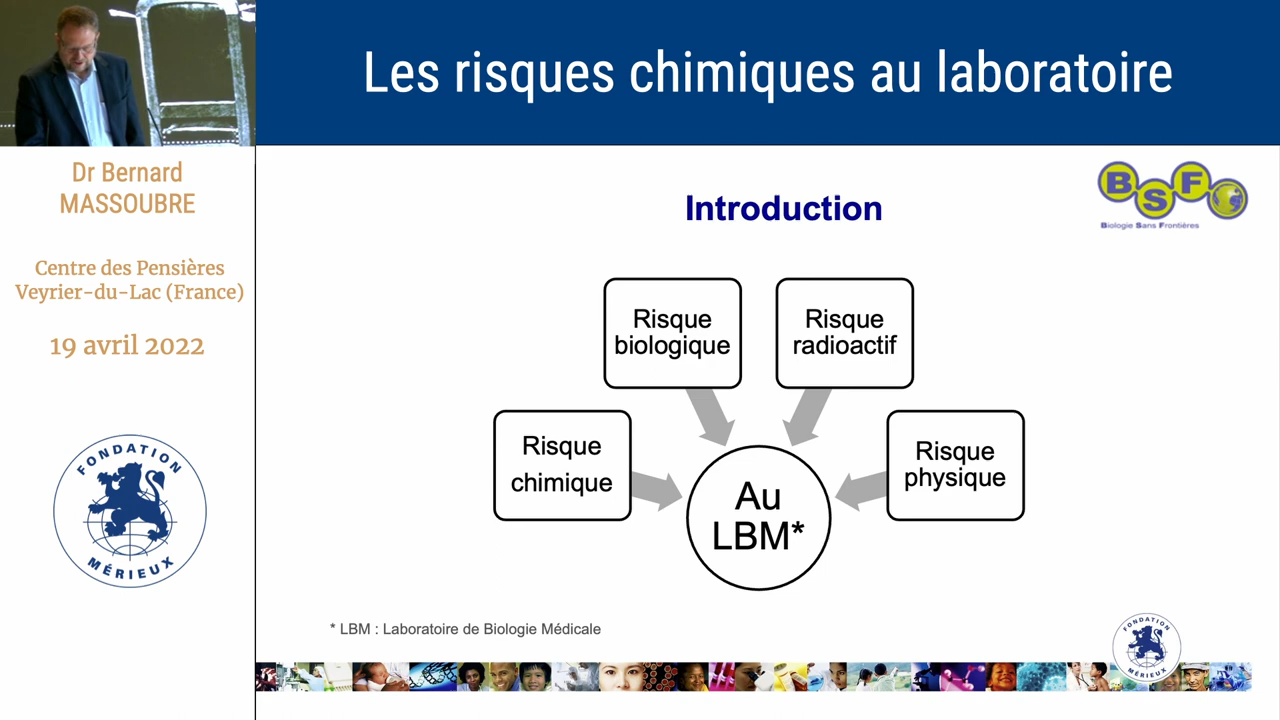 Les risques chimiques au laboratoire
Dr Bernard
MASSOUBRE
Centre des Pensières
Veyrier-du-Lac (France)
19 avril 2022
FONDATION
MÉRIEUX
Introduction
BSF
Biologie Sans Frontières
Risque
biologique
Risque
radioactif
Risque
chimique
Risque
physique
Au
LBM*
* LBM : Laboratoire de Biologie Médicale
FONDATION
MÉRIEUX